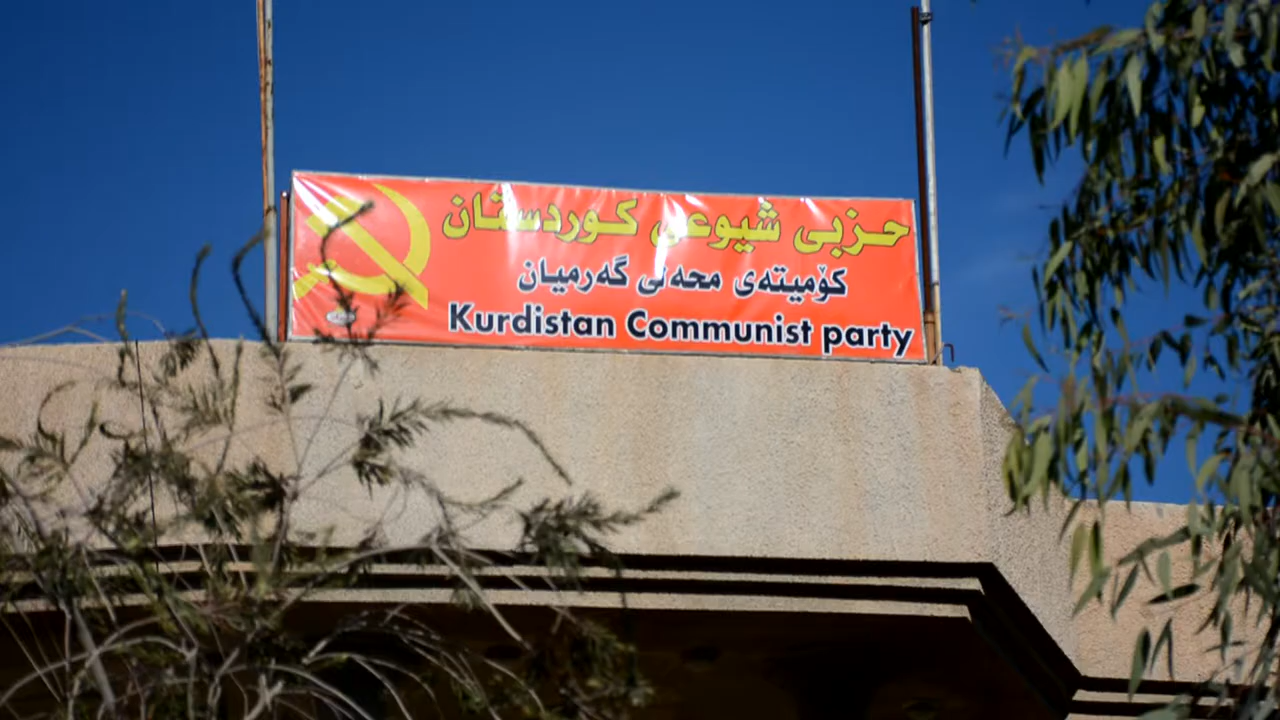 حزبی شیوعی کوردستان
کۆمیتەی محەلی گەرمیان
Kurdistan Communist party